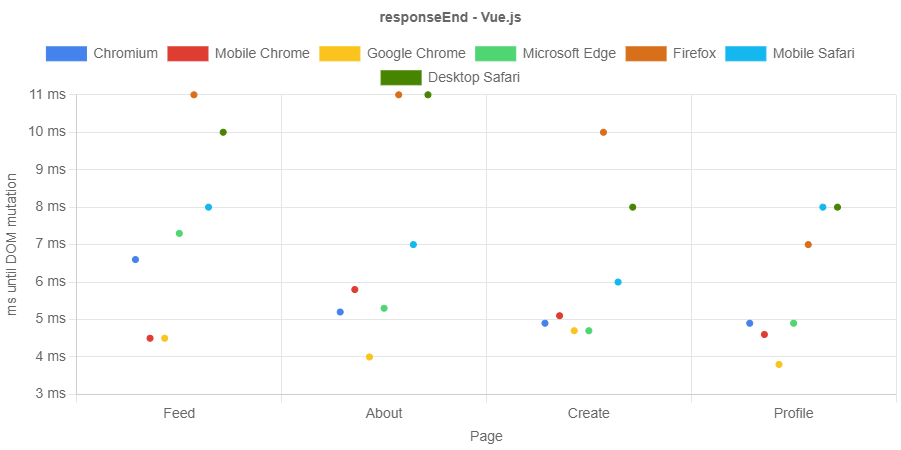 responseEnd - Vue.js
Chromium Mobile Chrome Google Chrome Microsoft Edge Firefox Mobile Safari
Desktop Safari
11 ms
10 ms
9 ms
8 ms
7 ms
6 ms
5 ms
4 ms
3 ms
ms until DOM mutation
Feed About Create Profile
Page